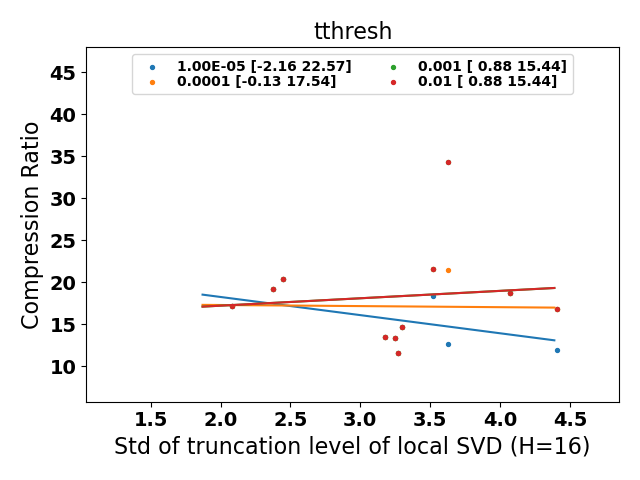 tthresh
1.00E-05 [-2.16 22.57]
0.0001 [-0.13 17.54]
0.001 [ 0.88 15.44]
0.01 [ 0.88 15.44]
Compression Ratio
45
40
35
30
25
20
15
10
1.5 2.0 2.5 3.0 3.5 4.0 4.5
Std of truncation level of local SVD (H=16)